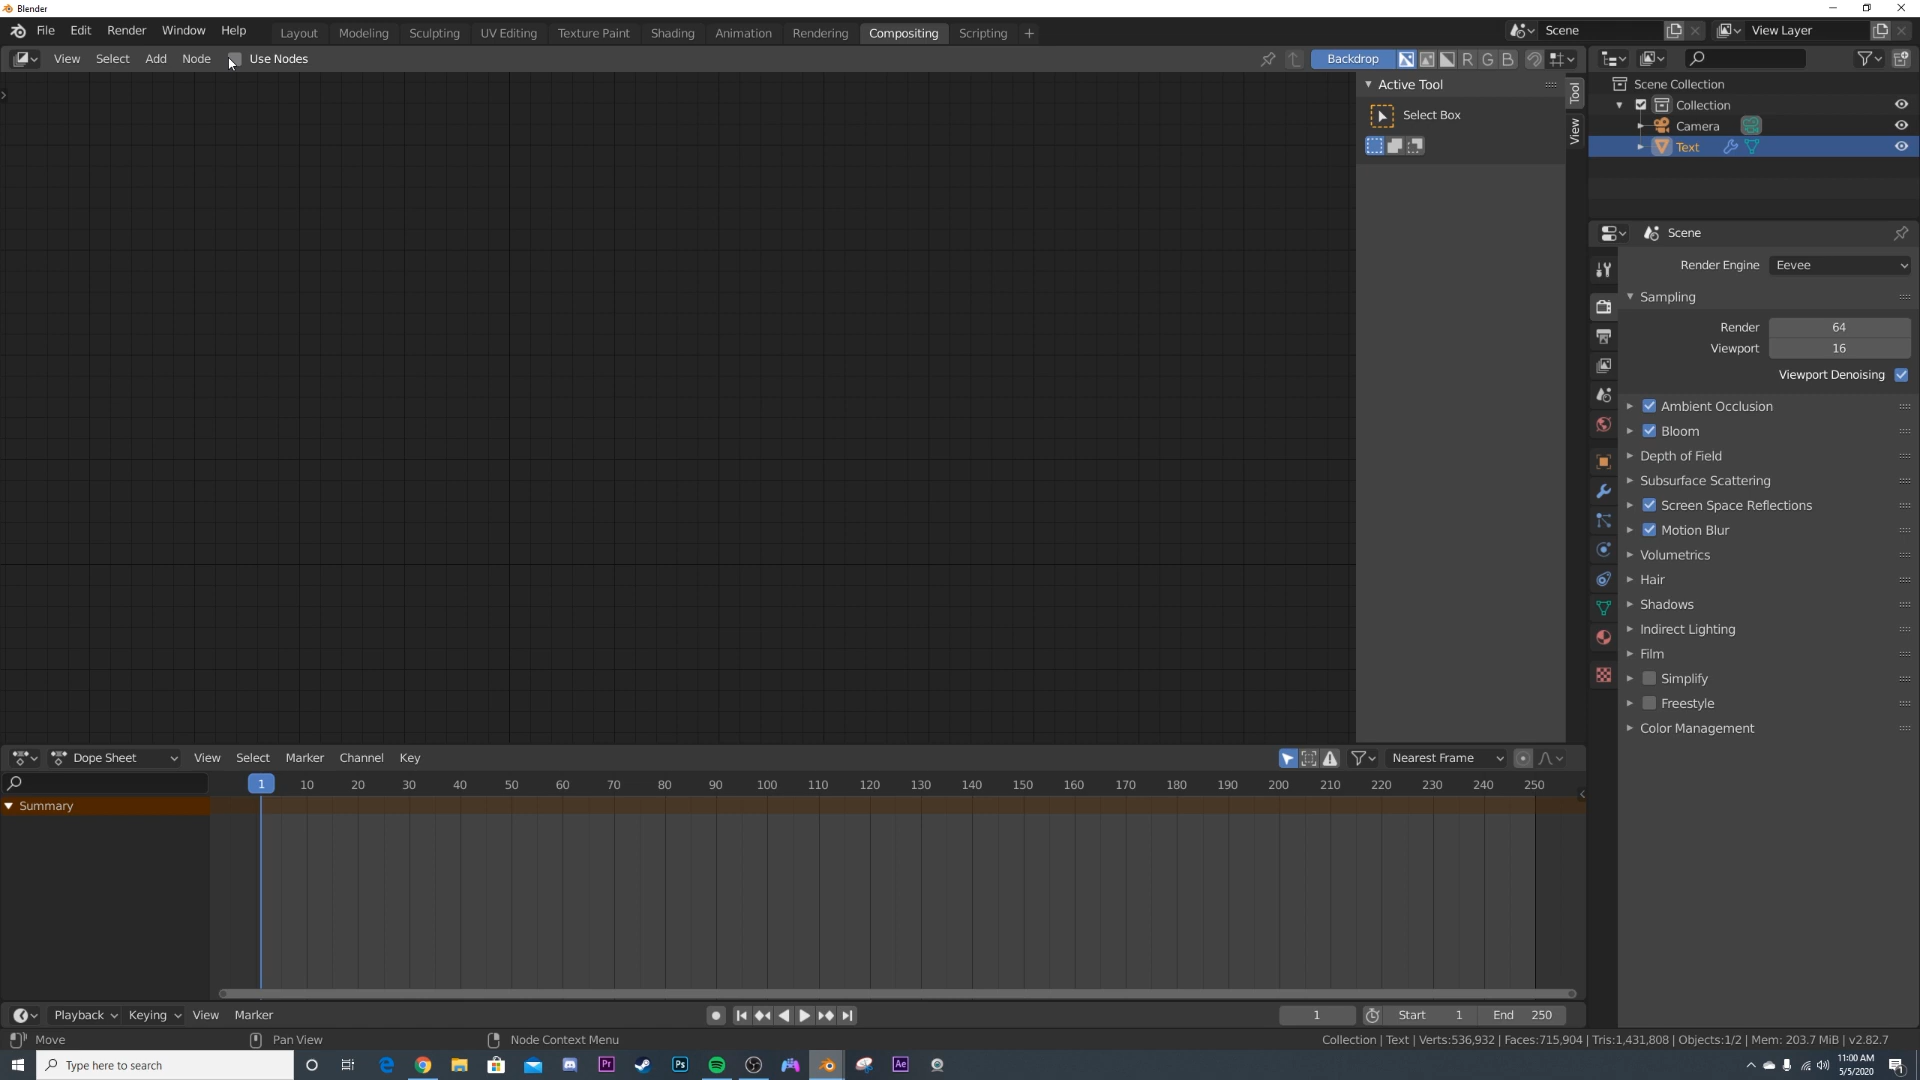 Blender
File Edit Render Window Help Layout Modeling Sculpting UV Editing Texture Paint Shading Animation Rendering Compositing Scripting + Scene View Layer
View Select Add Node Use Nodes Backdrop R G B
Active Tool
Select Box
Tool
View
Scene Collection
Collection
Camera
Text
Scene
Render Engine Eevee
Sampling
Render 64
Viewport 16
Viewport Denoising
Ambient Occlusion
Bloom
Depth of Field
Subsurface Scattering
Screen Space Reflections
Motion Blur
Volumetrics
Hair
Shadows
Indirect Lighting
Film
Simplify
Freestyle
Color Management
Dope Sheet View Select Marker Channel Key Nearest Frame
1 10 20 30 40 50 60 70 80 90 100 110 120 130 140 150 160 170 180 190 200 210 220 230 240 250
Summary
Playback Keying View Marker 1 Start 1 End 250
Move Pan View Node Context Menu Collection | Text | Verts:536,932 | Faces:715,904 | Tris:1,431,808 | Objects:1/2 | Mem: 203.7 MiB | v2.82.7
Type here to search Pr Ps Ae 11:00 AM
5/5/2020